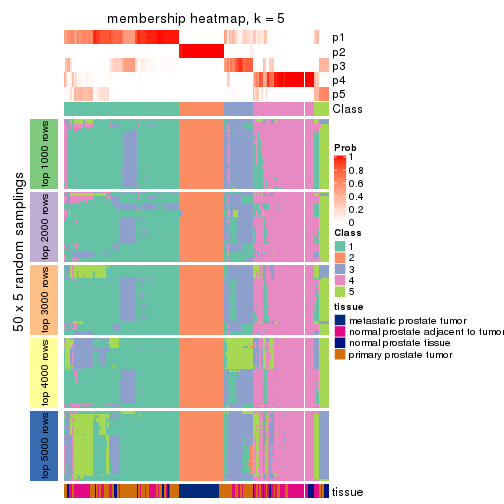 membership heatmap, k = 5
p1
p2
p3
p4
p5
Class
50 x 5 random samplings
top 1000 rows
top 2000 rows
top 3000 rows
top 4000 rows
top 5000 rows
tissue
Prob
1
0.8
0.6
0.4
0.2
0
Class
1
2
3
4
5
tissue
metastatic prostate tumor
normal prostate adjacent to tumor
normal prostate tissue
primary prostate tumor